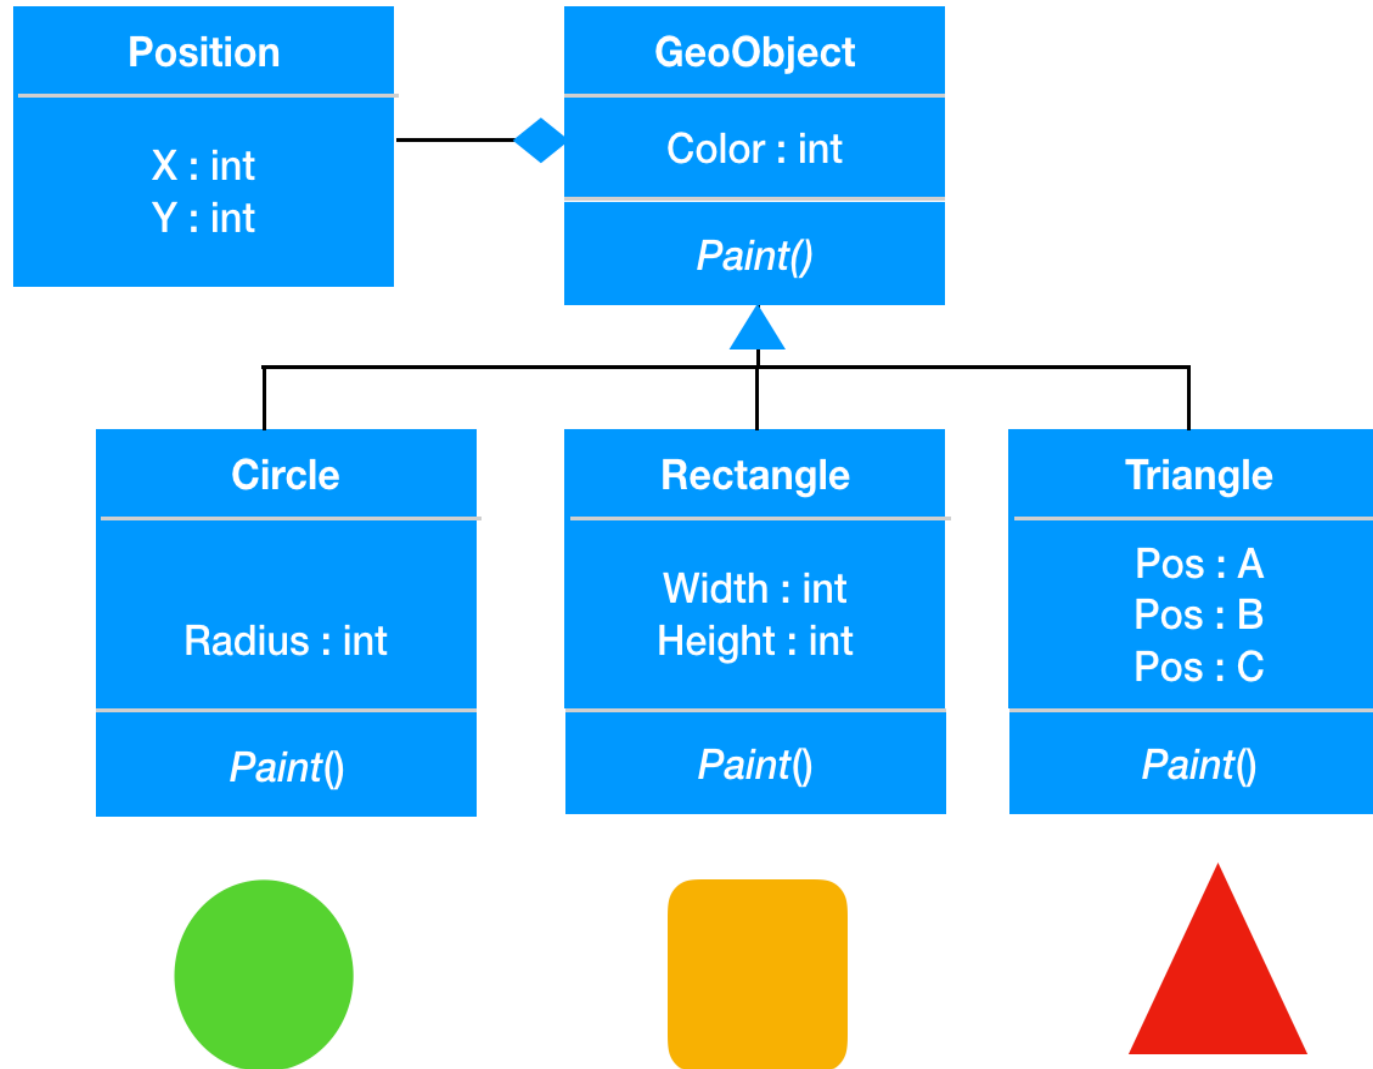 Position
X : int
Y : int
GeoObject
Color : int
Paint()
Circle
Radius : int
Paint()
Rectangle
Width : int
Height : int
Paint()
Triangle
Pos : A
Pos : B
Pos : C
Paint()